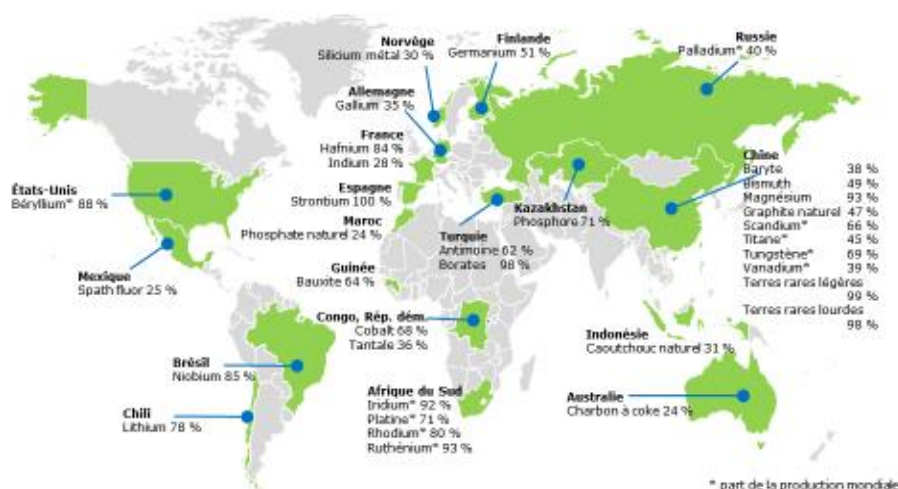 Norvège
Silicium métal 30 %
Finlande
Germanium 51 %
Russie
Palladium* 40 %
Allemagne
Gallium 35 %
France
Hafnium 84 %
Indium 28 %
Chine
Baryte 38 %
Bismuth 49 %
Magnésium 93 %
Graphite naturel 47 %
Scandium* 66 %
Titane* 45 %
Tungstène* 69 %
Vanadium* 39 %
Terres rares légères
99 %
Terres rares lourdes
98 %
États-Unis
Béryllium* 88 %
Espagne
Strontium 100 %
Maroc
Phosphate naturel 24 %
Turquie
Antimoine 62 %
Borates 98 %
Kazakhstan
Phosphore 71 %
Mexique
Spath fluor 25 %
Guinée
Bauxite 64 %
Congo, Rép. dém.
Cobalt 68 %
Tantale 36 %
Indonésie
Caoutchouc naturel 31 %
Brésil
Niobium 85 %
Chili
Lithium 78 %
Afrique du Sud
Iridium* 92 %
Platine* 71 %
Rhodium* 80 %
Ruthénium* 93 %
Australie
Charbon à coke 24 %
* part de la production mondiale